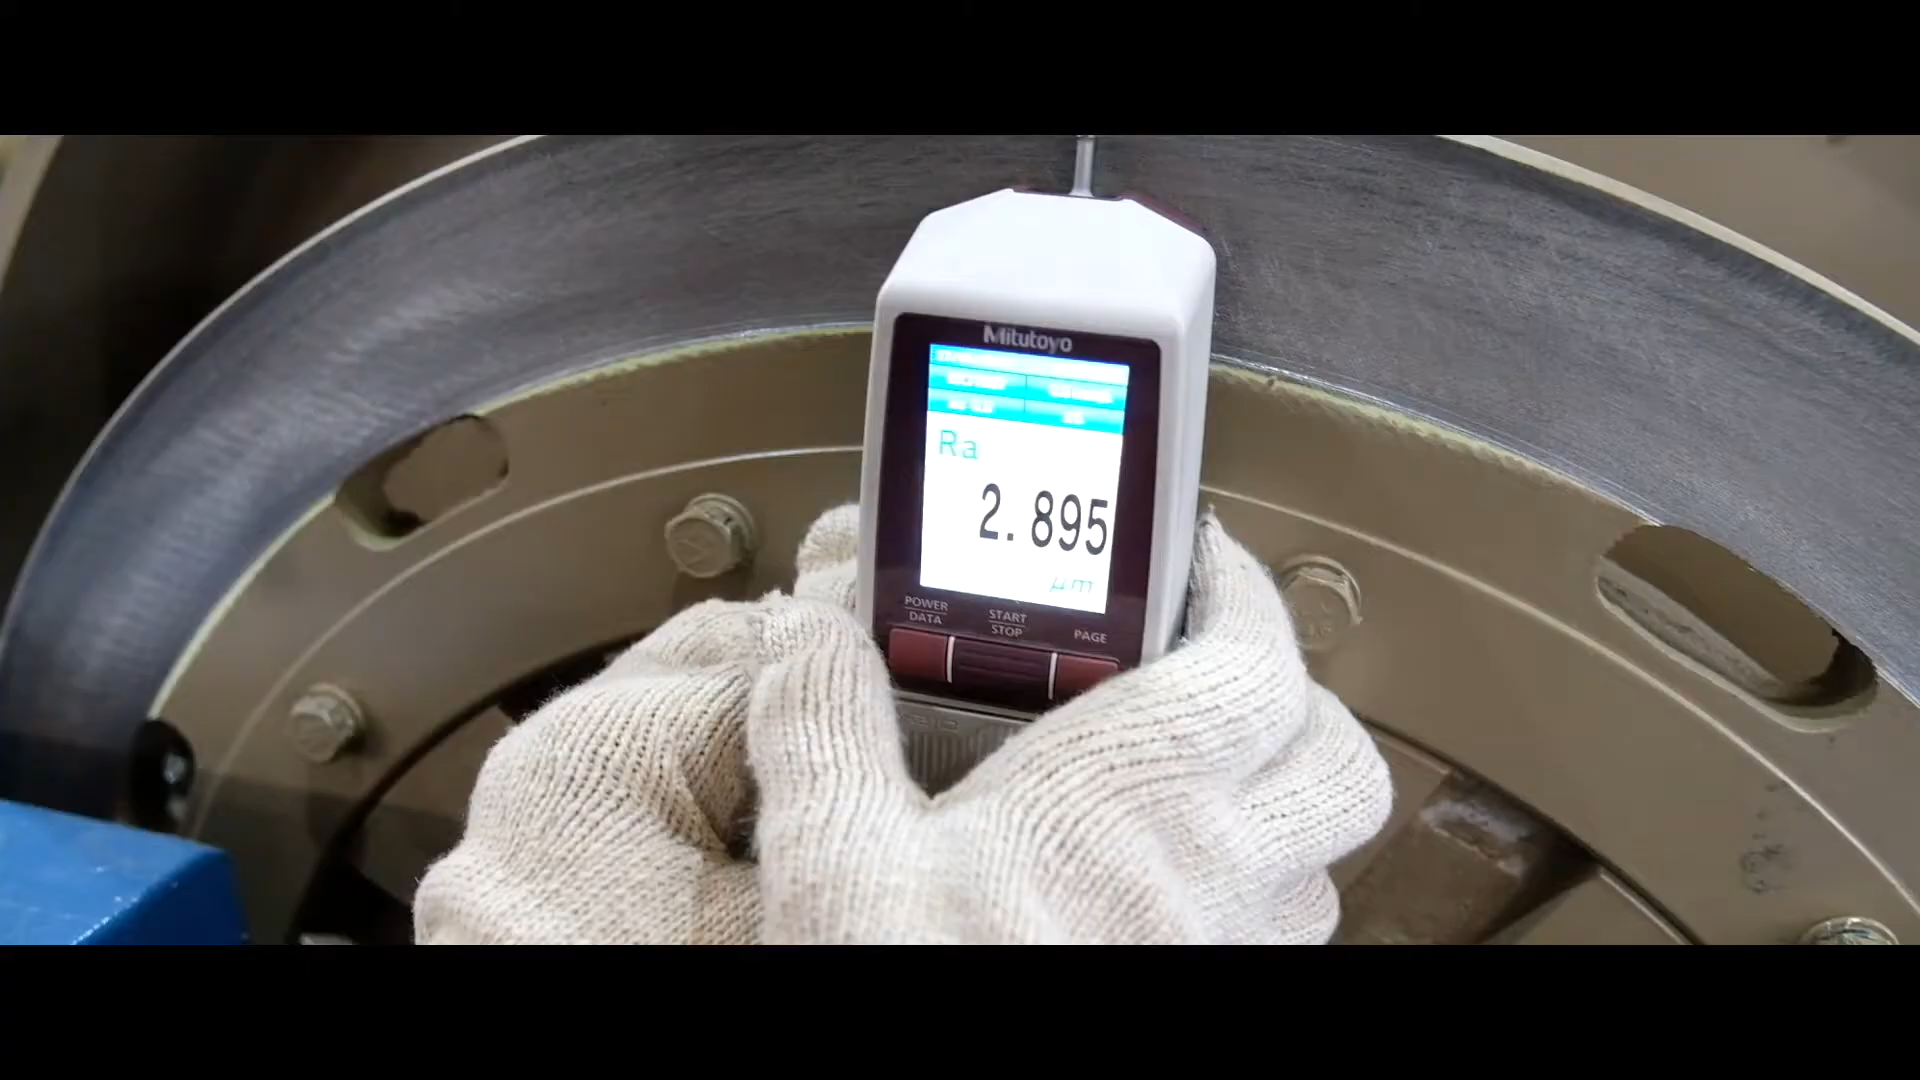 Mitutoyo
Ra
2.895
μm
POWER
DATA
START
STOP
PAGE